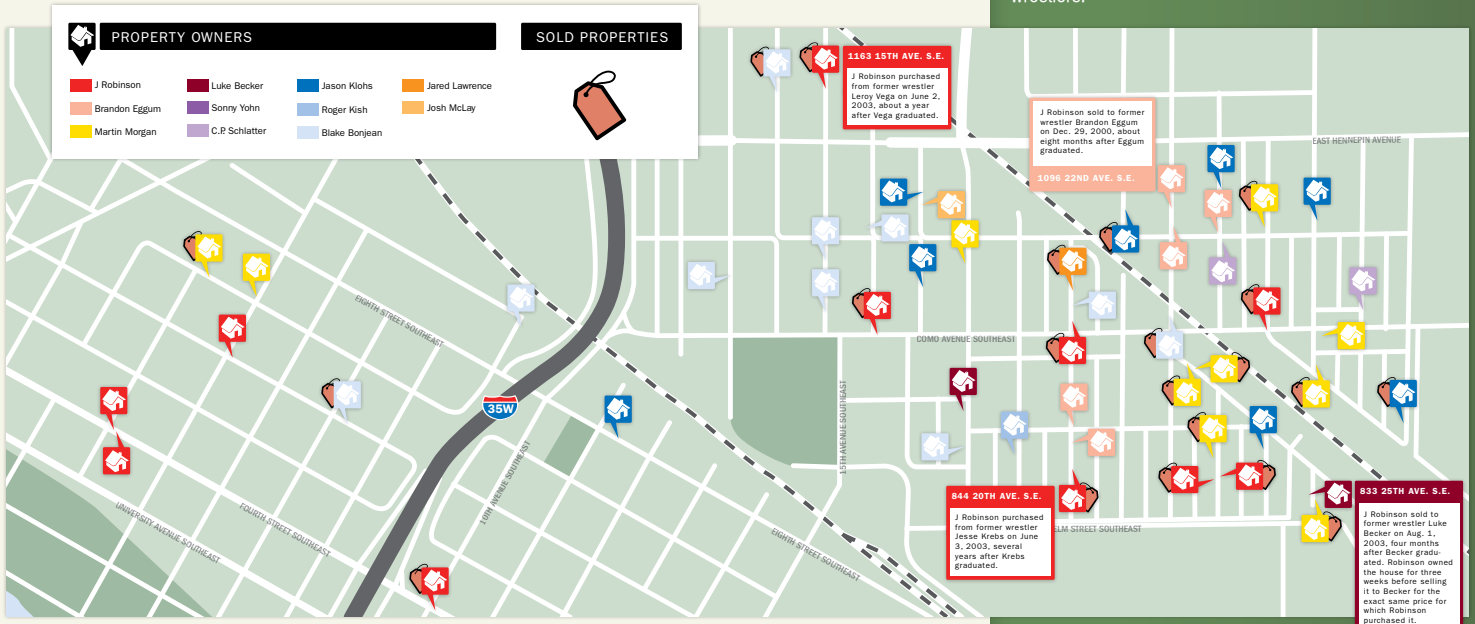 wrestlers.
PROPERTY OWNERS
SOLD PROPERTIES
J Robinson
Brandon Eggum
Martin Morgan
Luke Becker
Sonny Yohn
C.P. Schlatter
Jason Klohs
Roger Kish
Blake Bonjean
Jared Lawrence
Josh McLay
1163 15TH AVE. S.E.
J Robinson purchased
from former wrestler
Leroy Vega on June 2,
2003, about a year
after Vega graduated.
J Robinson sold to former
wrestler Brandon Eggum
on Dec. 29, 2000, about
eight months after Eggum
graduated.
1096 22ND AVE. S.E.
EAST HENNEPIN AVENUE
EIGHTH STREET SOUTHEAST
COMO AVENUE SOUTHEAST
35W
15TH AVENUE SOUTHEAST
10TH AVENUE SOUTHEAST
UNIVERSITY AVENUE SOUTHEAST
FOURTH STREET SOUTHEAST
EIGHTH STREET SOUTHEAST
844 20TH AVE. S.E.
J Robinson purchased
from former wrestler
Jesse Krebs on June
3, 2003, several
years after Krebs
graduated.
ELM STREET SOUTHEAST
833 25TH AVE. S.E.
J Robinson sold to
former wrestler Luke
Becker on Aug. 1,
2003, four months
after Becker gradu-
ated. Robinson owned
the house for three
weeks before selling
it to Becker for the
exact same price for
which Robinson
purchased it.